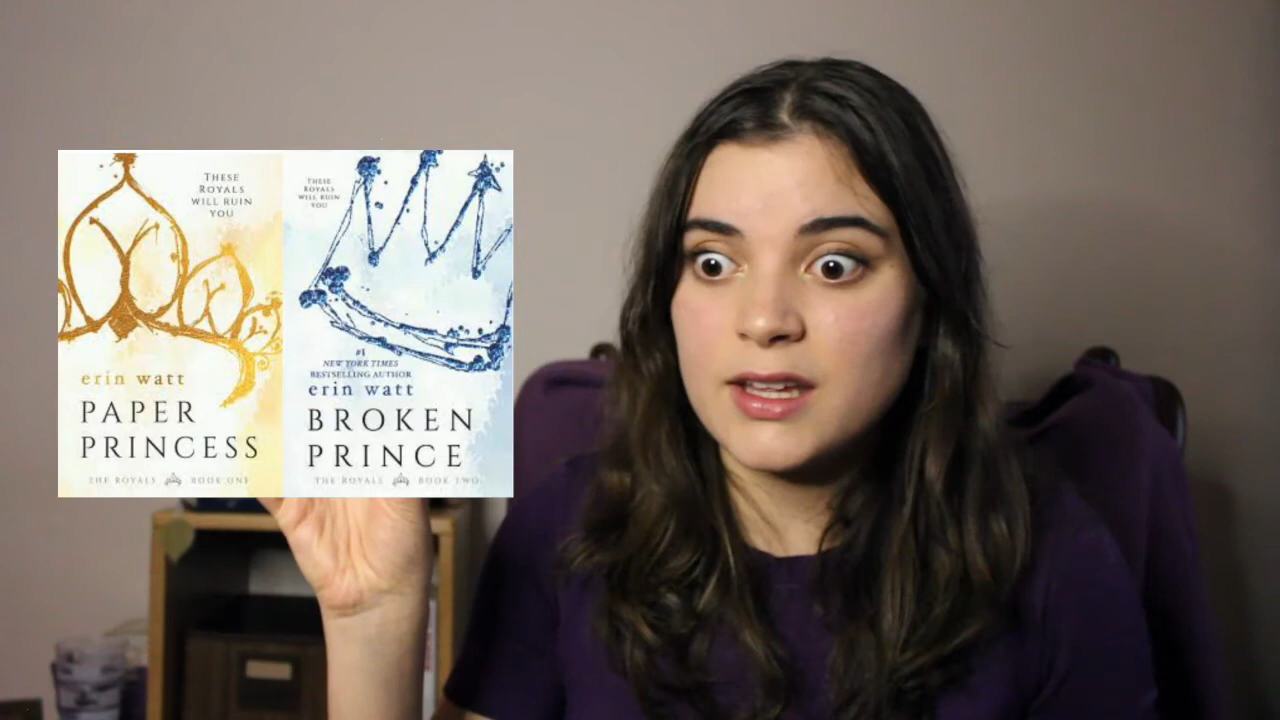 THESE
ROYALS
WILL RUIN
YOU
erin watt
PAPER
PRINCESS
THE ROYALS BOOK ONE
THESE
ROYALS
WILL RUIN
YOU
#1
NEW YORK TIMES
BESTSELLING AUTHOR
erin watt
BROKEN
PRINCE
THE ROYALS BOOK TWO